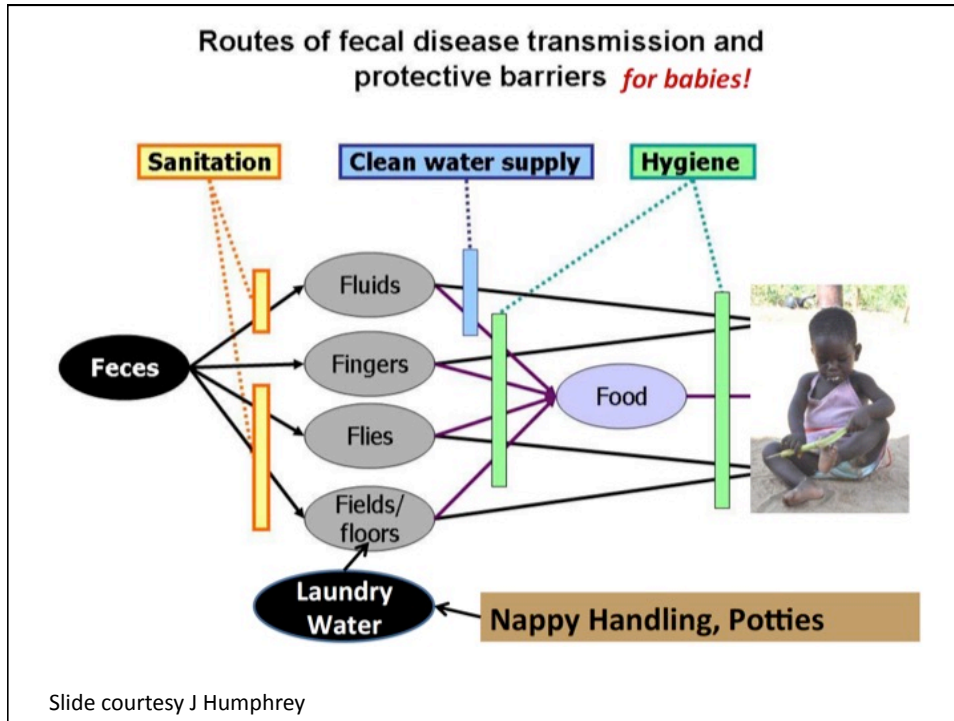 Routes of fecal disease transmission and
protective barriers for babies!
Sanitation
Clean water supply
Hygiene
Fluids
Feces
Fingers
Food
Flies
Fields/
floors
Laundry
Water
Nappy Handling, Potties
Slide courtesy J Humphrey